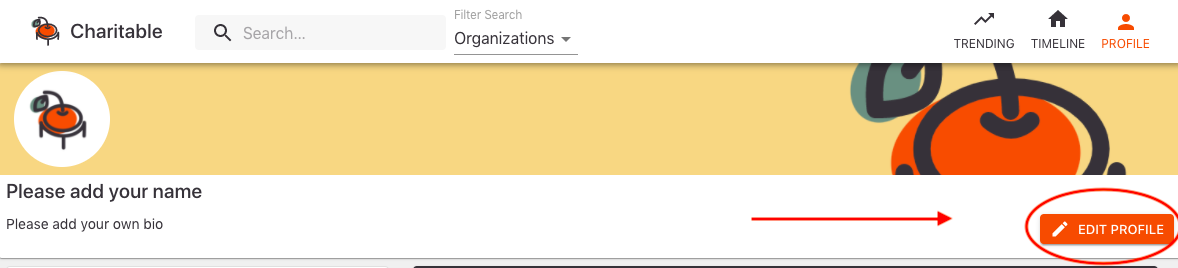 Charitable
Search...
Filter Search
Organizations
TRENDING
TIMELINE
PROFILE
Please add your name
Please add your own bio
EDIT PROFILE